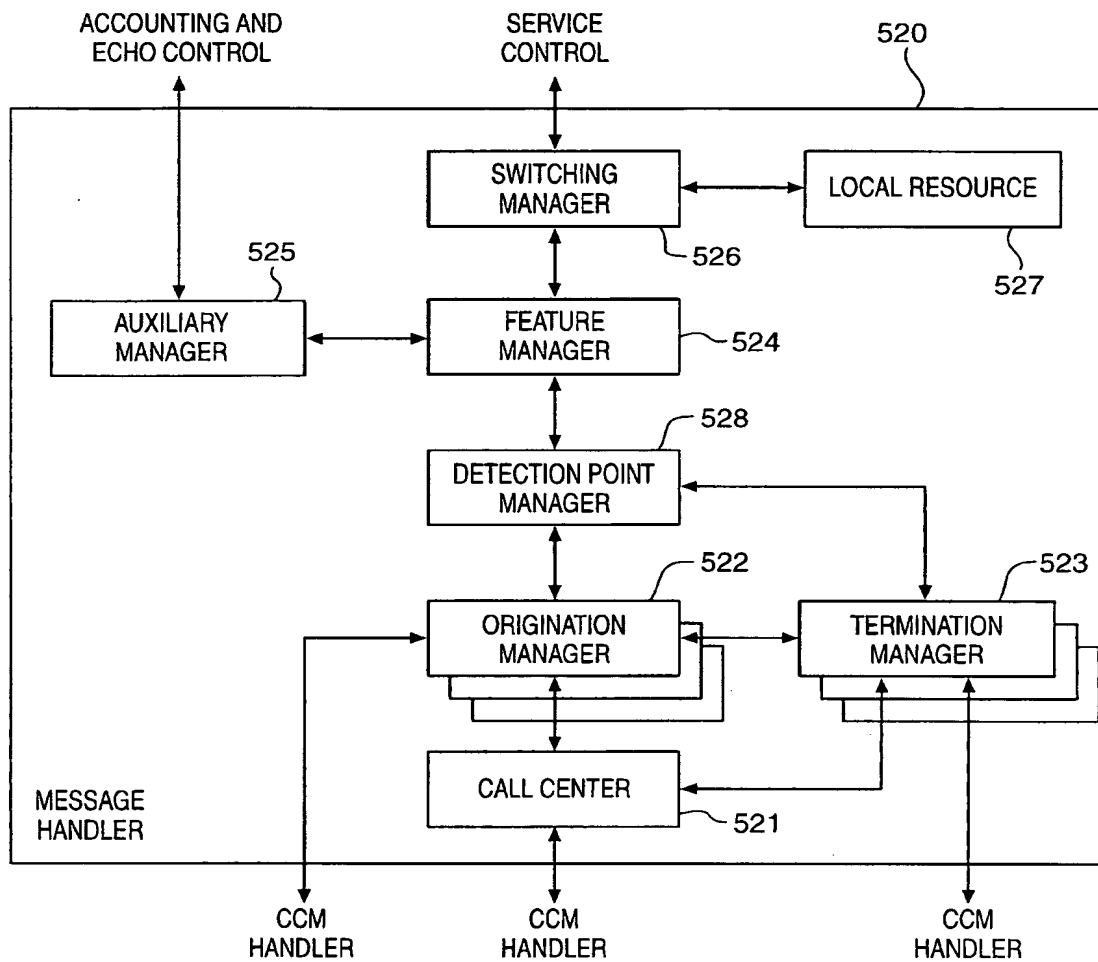 ACCOUNTING AND
ECHO CONTROL
SERVICE
CONTROL
520
SWITCHING
MANAGER
526
LOCAL RESOURCE
527
525
AUXILIARY
MANAGER
FEATURE
MANAGER
524
528
DETECTION POINT
MANAGER
522
ORIGINATION
MANAGER
523
TERMINATION
MANAGER
CALL CENTER
521
MESSAGE
HANDLER
CCM
HANDLER
CCM
HANDLER
CCM
HANDLER